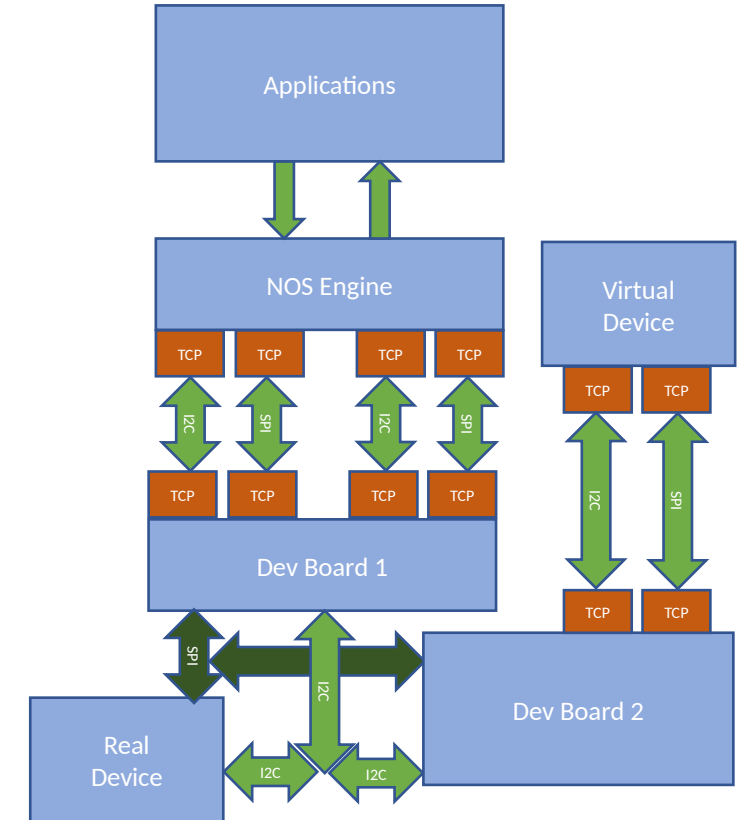 Applications
NOS Engine
Virtual
Device
TCP
TCP
TCP
TCP
TCP
TCP
I2C
SPI
I2C
SPI
I2C
SPI
TCP
TCP
TCP
TCP
Dev Board 1
TCP
TCP
SPI
I2C
Dev Board 2
Real
Device
I2C
I2C